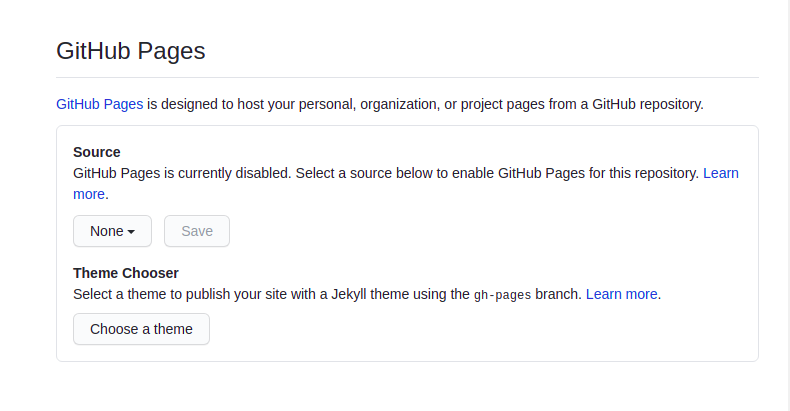 GitHub Pages
GitHub Pages is designed to host your personal, organization, or project pages from a GitHub repository.
Source
GitHub Pages is currently disabled. Select a source below to enable GitHub Pages for this repository. Learn
more.
None Save
Theme Chooser
Select a theme to publish your site with a Jekyll theme using the gh-pages branch. Learn more.
Choose a theme